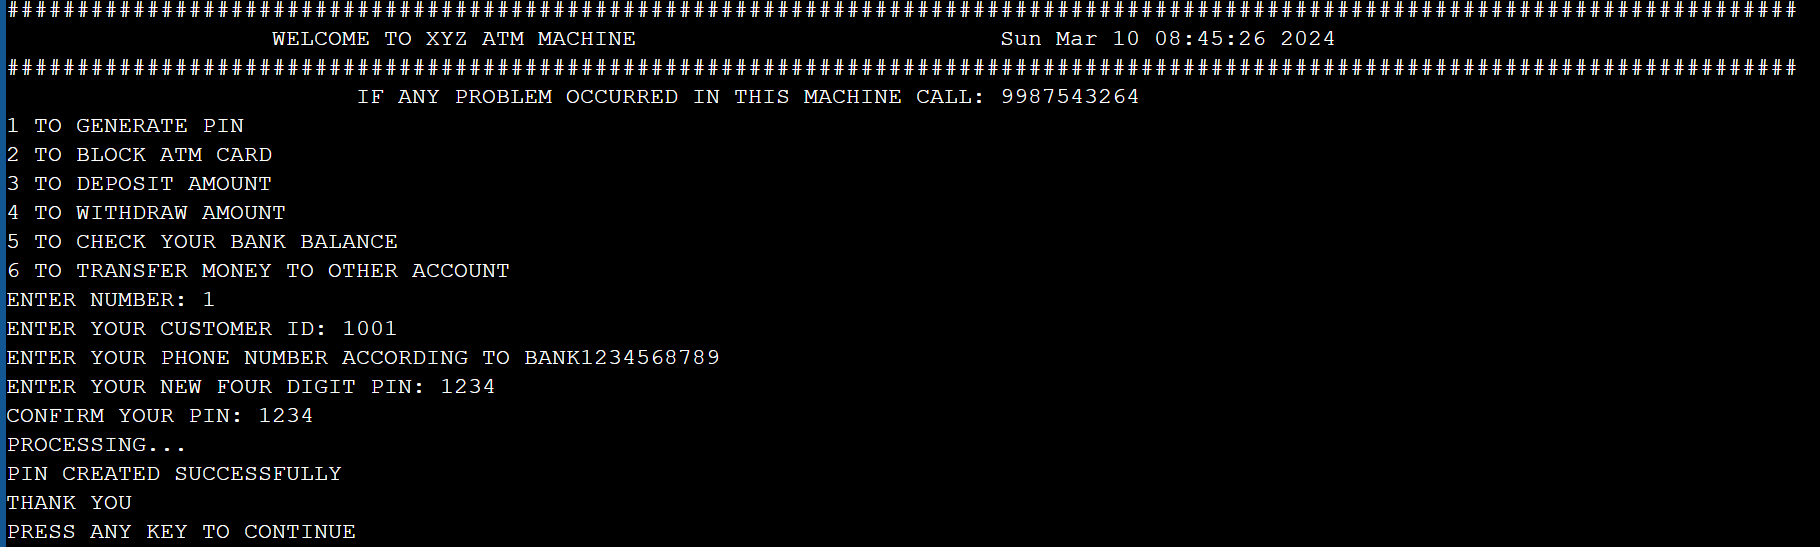 ################################################################################################################################
WELCOME TO XYZ ATM MACHINE Sun Mar 10 08:45:26 2024
################################################################################################################################
IF ANY PROBLEM OCCURRED IN THIS MACHINE CALL: 9987543264
1 TO GENERATE PIN
2 TO BLOCK ATM CARD
3 TO DEPOSIT AMOUNT
4 TO WITHDRAW AMOUNT
5 TO CHECK YOUR BANK BALANCE
6 TO TRANSFER MONEY TO OTHER ACCOUNT
ENTER NUMBER: 1
ENTER YOUR CUSTOMER ID: 1001
ENTER YOUR PHONE NUMBER ACCORDING TO BANK1234568789
ENTER YOUR NEW FOUR DIGIT PIN: 1234
CONFIRM YOUR PIN: 1234
PROCESSING...
PIN CREATED SUCCESSFULLY
THANK YOU
PRESS ANY KEY TO CONTINUE